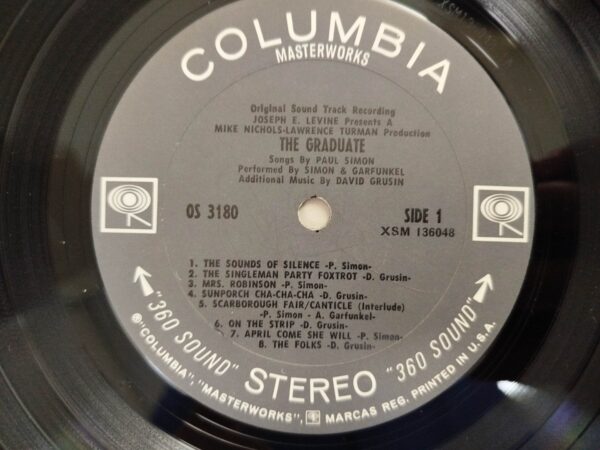 COLUMBIA
MASTERWORKS
Original Sound Track Recording
JOSEPH E. LEVINE Presents A
MIKE NICHOLS-LAWRENCE TURMAN Production
THE GRADUATE
Songs By PAUL SIMON
Performed By SIMON & GARFUNKEL
Additional Music By DAVID GRUSIN
OS 3180
SIDE 1
XSM 136048
1. THE SOUNDS OF SILENCE -P. Simon-
2. THE SINGLEMAN PARTY FOXTROT -D. Grusin-
3. MRS. ROBINSON -P. Simon-
4. SUNPORCH CHA-CHA-CHA -D. Grusin-
5. SCARBOROUGH FAIR/CANTICLE (Interlude)
-P. Simon - A. Garfunkel-
6. ON THE STRIP -D. Grusin-
7. APRIL COME SHE WILL -P. Simon-
8. THE FOLKS -D. Grusin-
"360 SOUND" STEREO "360 SOUND"
®"COLUMBIA", "MASTERWORKS", MARCAS REG. PRINTED IN U.S.A.